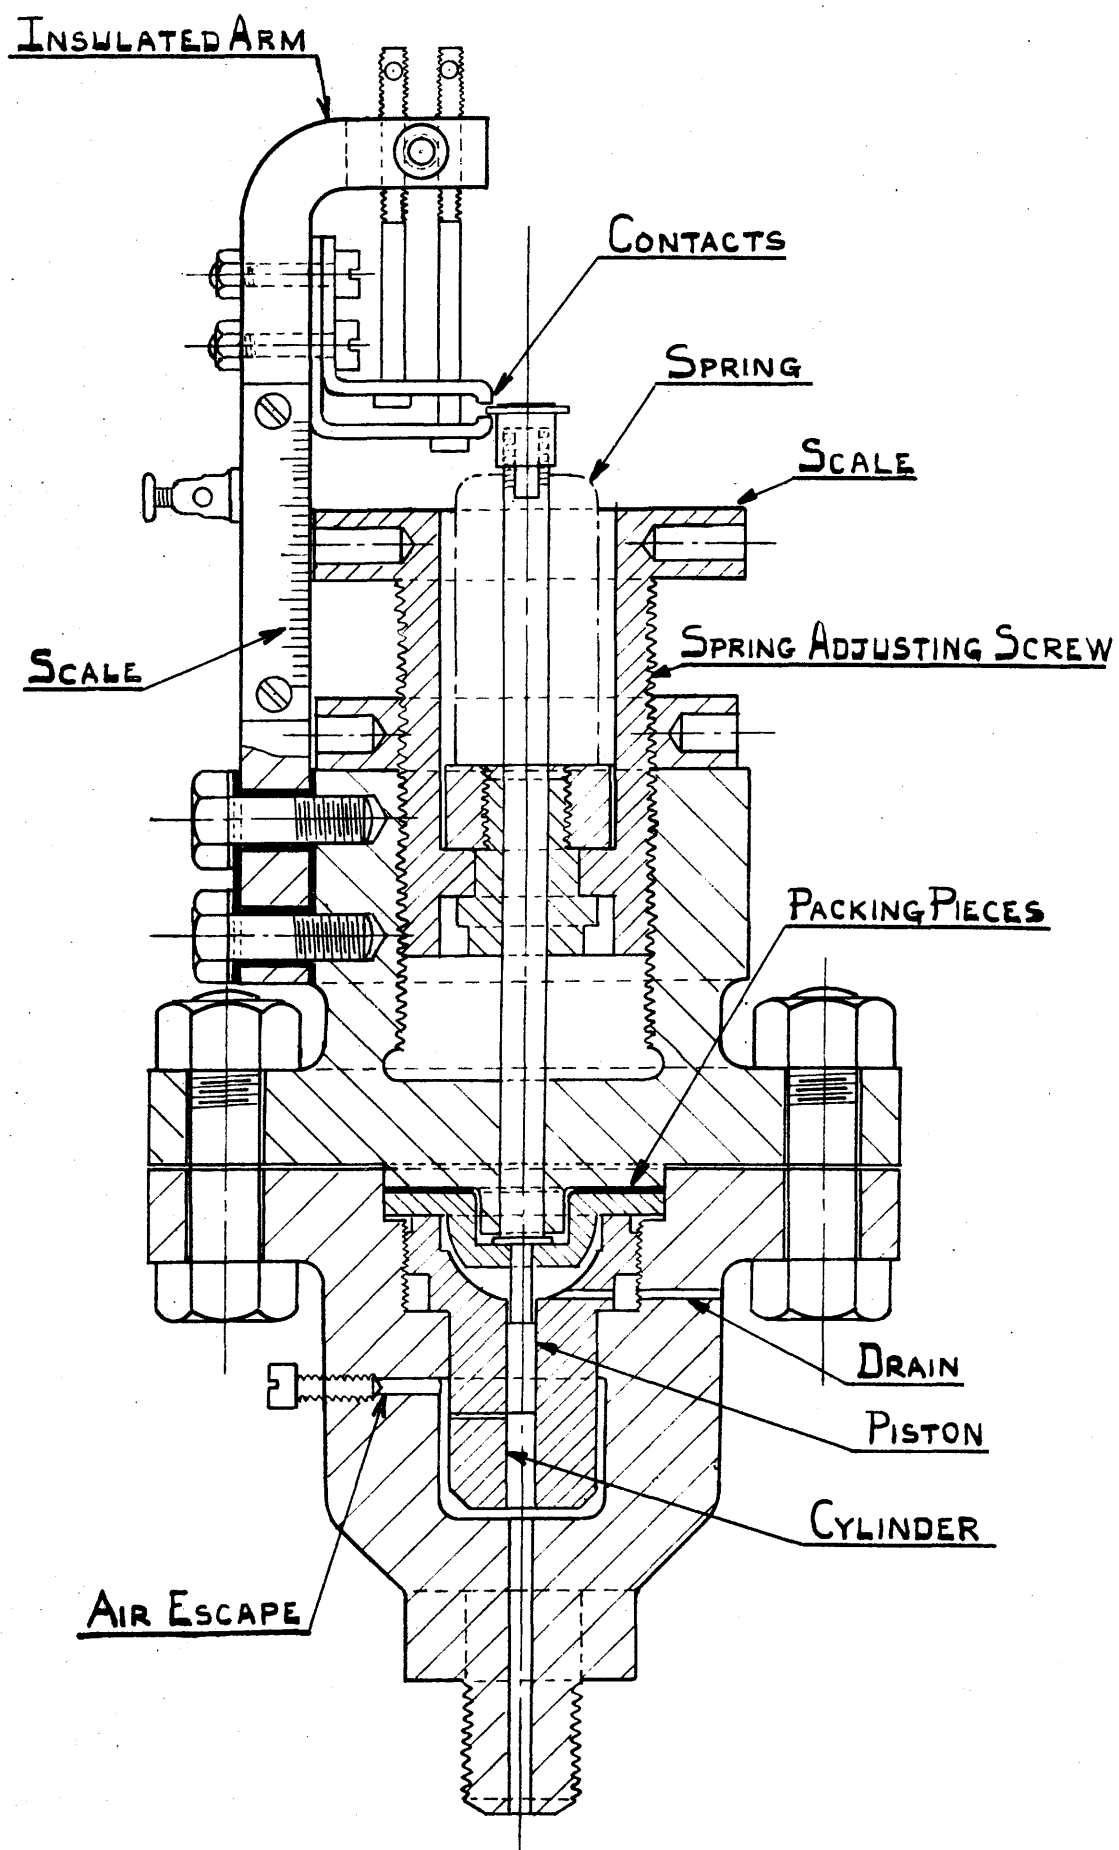 INSULATED ARM
CONTACTS
SPRING
SCALE
SPRING ADJUSTING SCREW
SCALE
PACKING PIECES
DRAIN
PISTON
CYLINDER
AIR ESCAPE